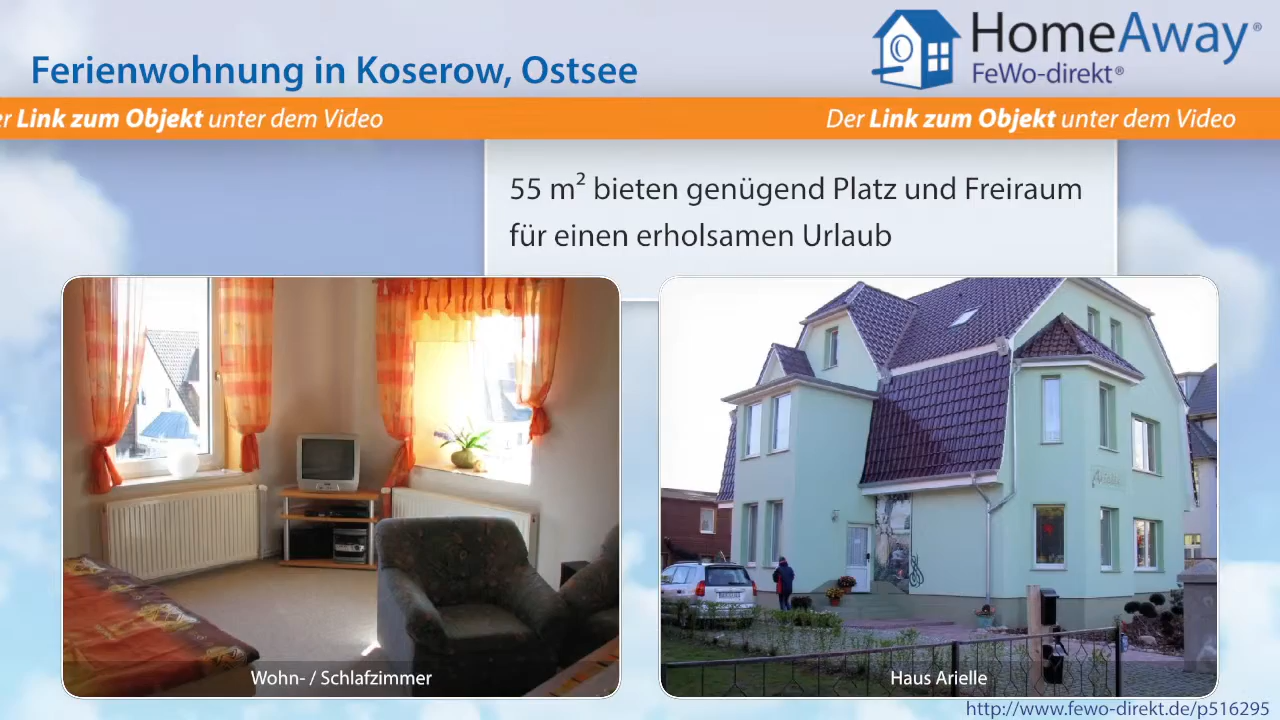 Ferienwohnung in Koserow, Ostsee
HomeAway®
FeWo-direkt®
er Link zum Objekt unter dem Video
Der Link zum Objekt unter dem Video
55 m² bieten genügend Platz und Freiraum
für einen erholsamen Urlaub
Wohn- / Schlafzimmer
Haus Arielle
http://www.fewo-direkt.de/p516295